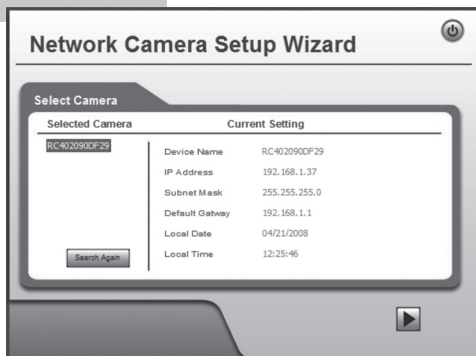 Network Camera Setup Wizard
Select Camera
Selected Camera
Current Setting
RC402090DF29
Device Name RC402090DF29
IP Address 192.168.1.37
Subnet Mask 255.255.255.0
Default Gatway 192.168.1.1
Local Date 04/21/2008
Local Time 12:25:46
Search Again